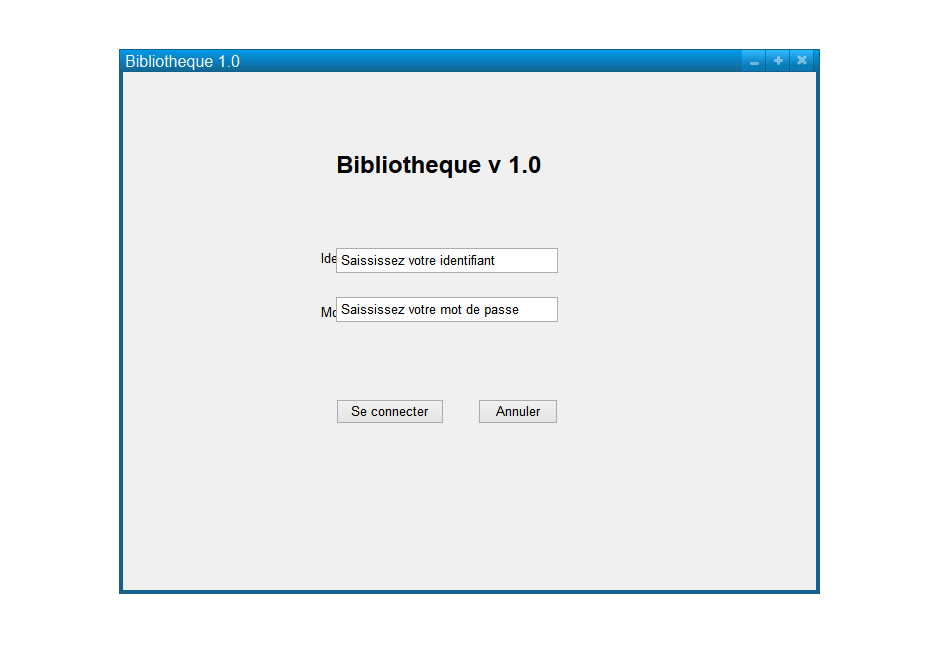 Bibliotheque 1.0
Bibliotheque v 1.0
Ide Saississez votre identifiant
Mo Saississez votre mot de passe
Se connecter Annuler